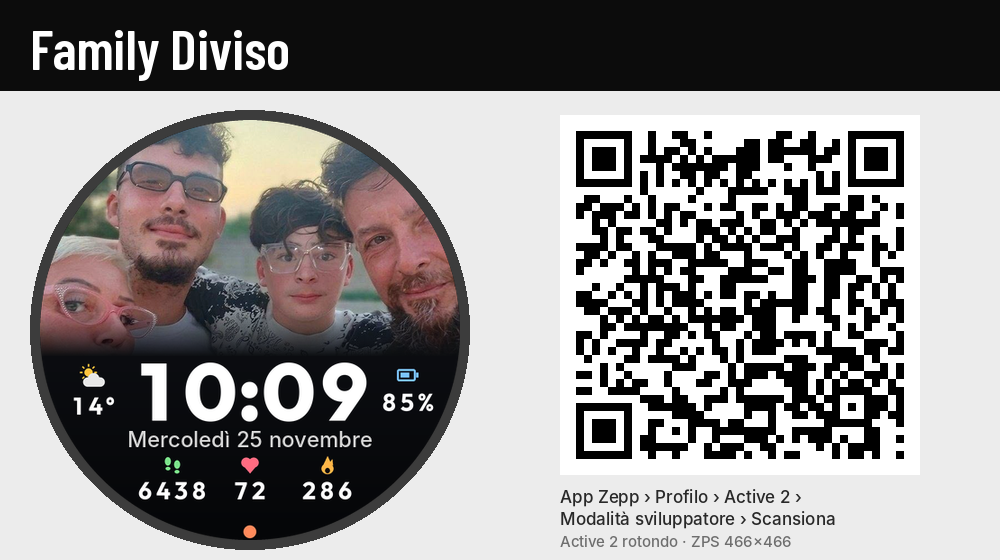 Family Diviso
10:09
14°
85%
Mercoledì 25 novembre
6438 72 286
App Zepp › Profilo › Active 2 ›
Modalità sviluppatore › Scansiona
Active 2 rotondo · ZPS 466×466